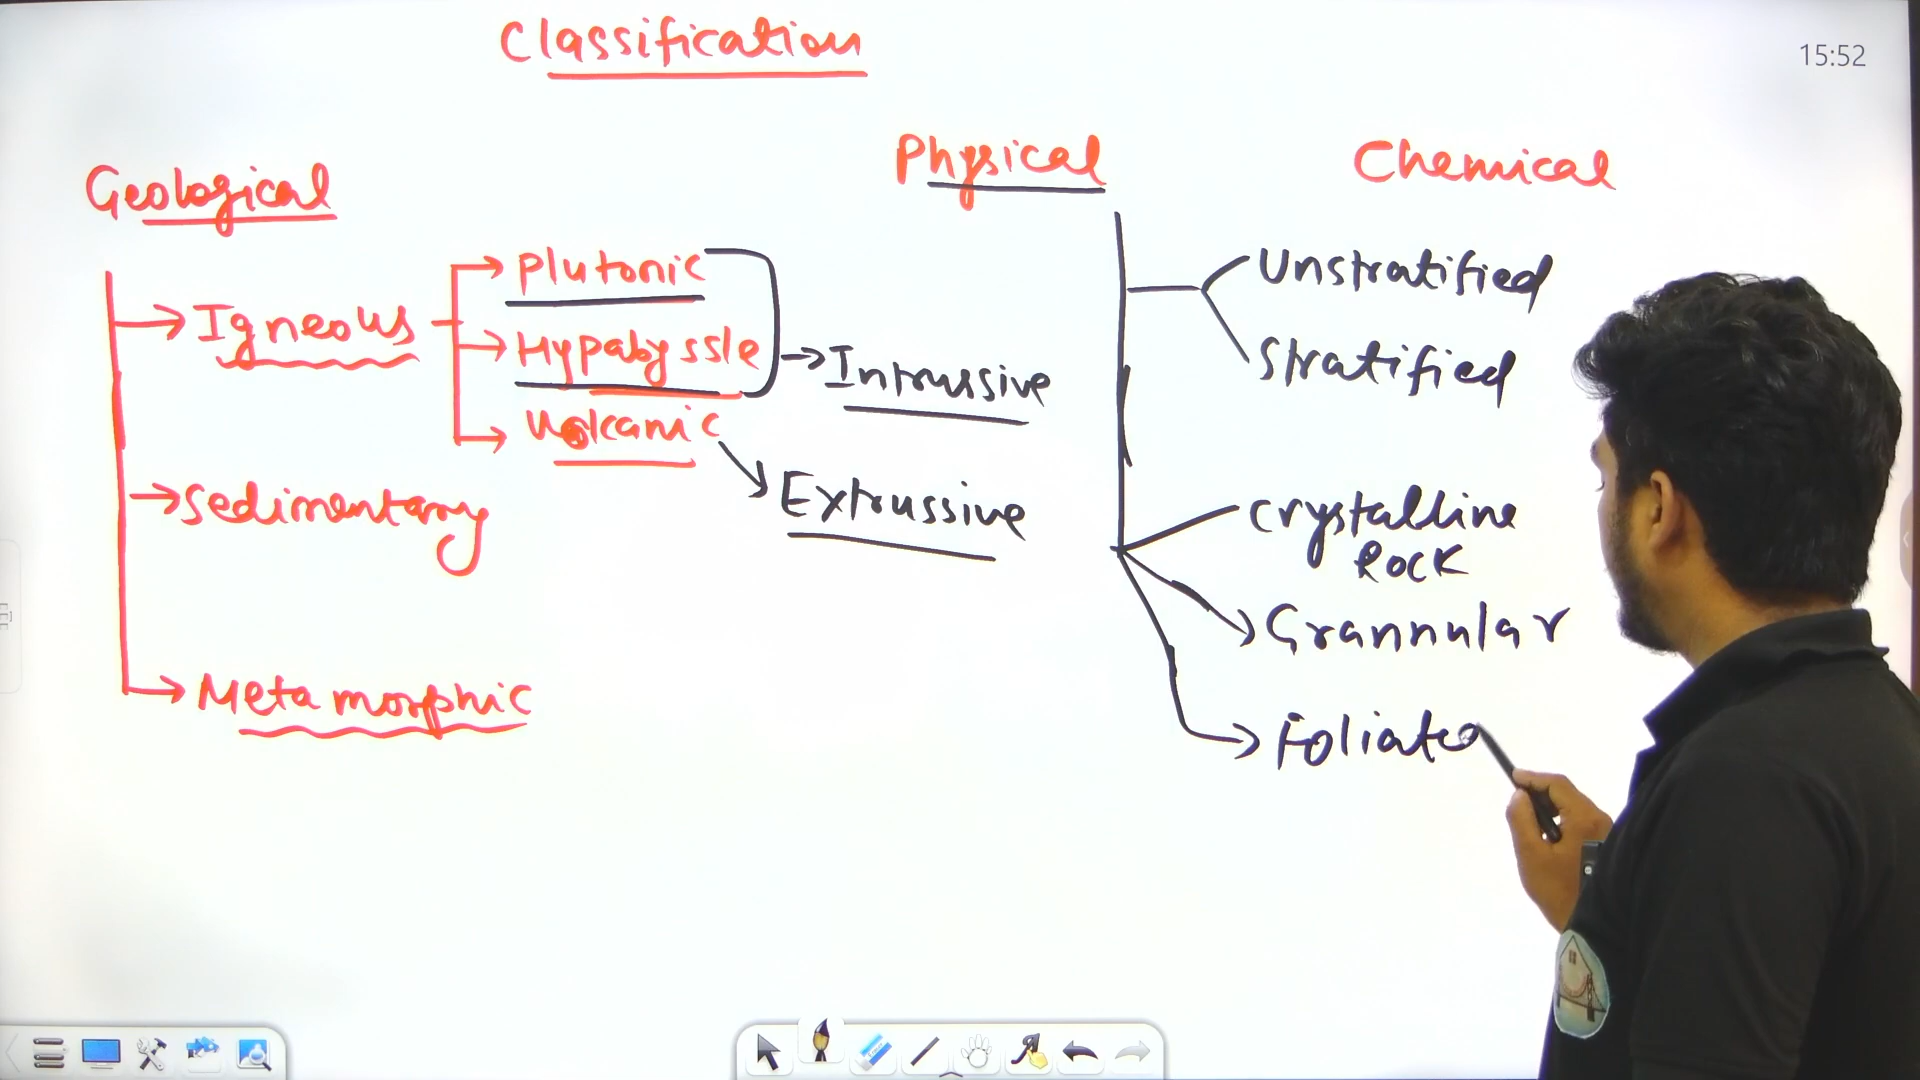 Classification
15:52
Geological
Physical
Chemical
Igneous
Plutonic
Hypabyssle
Volcanic
Intrussive
Extrussive
Sedimentary
Metamorphic
Unstratified
Stratified
Crystalline
Rock
Grannular
Foliated